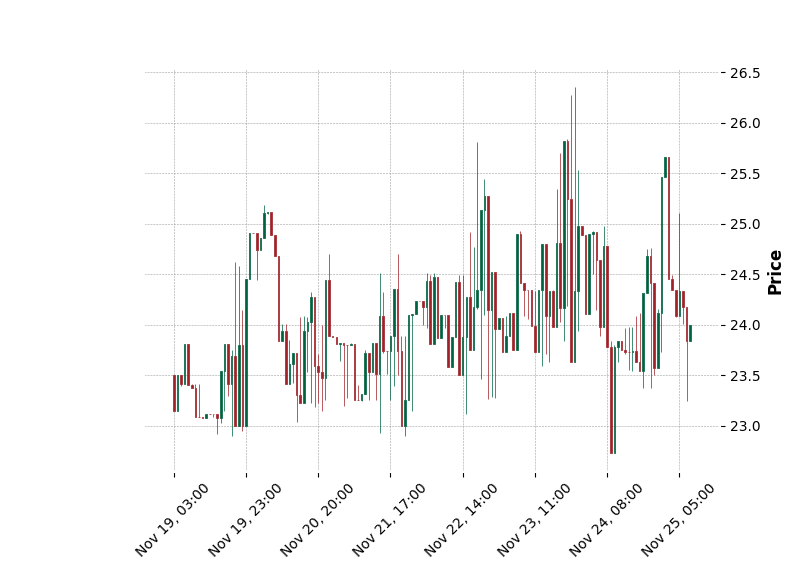 26.5
26.0
25.5
25.0
24.5
24.0
23.5
23.0
Price
Nov 19, 03:00
Nov 19, 23:00
Nov 20, 20:00
Nov 21, 17:00
Nov 22, 14:00
Nov 23, 11:00
Nov 24, 08:00
Nov 25, 05:00